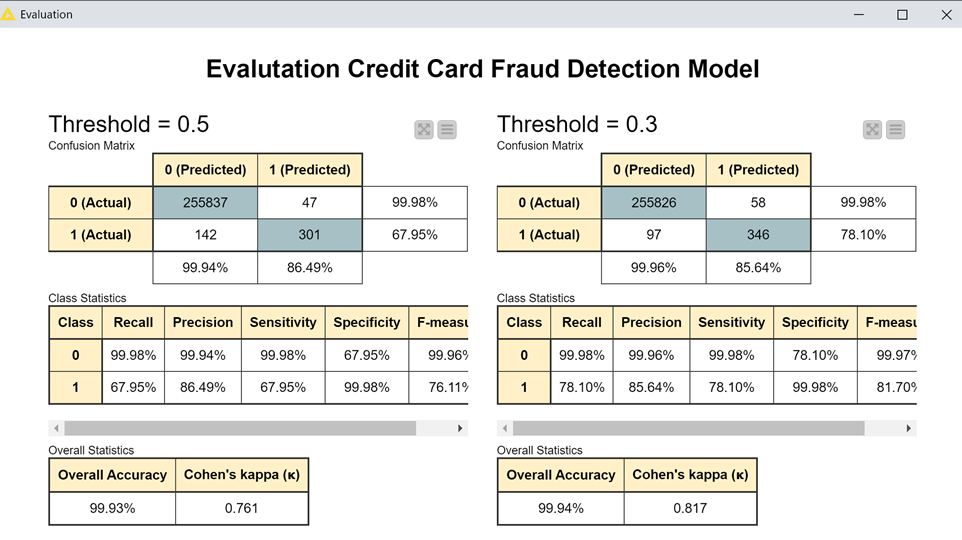 Evaluation
Evalutation Credit Card Fraud Detection Model
Threshold = 0.5
Confusion Matrix
0 (Predicted) 1 (Predicted)
0 (Actual) 255837 47 99.98%
1 (Actual) 142 301 67.95%
99.94% 86.49%
Class Statistics
Class Recall Precision Sensitivity Specificity F-measu
0 99.98% 99.94% 99.98% 67.95% 99.96%
1 67.95% 86.49% 67.95% 99.98% 76.11%
Overall Statistics
Overall Accuracy Cohen's kappa (κ)
99.93% 0.761
Threshold = 0.3
Confusion Matrix
0 (Predicted) 1 (Predicted)
0 (Actual) 255826 58 99.98%
1 (Actual) 97 346 78.10%
99.96% 85.64%
Class Statistics
Class Recall Precision Sensitivity Specificity F-measu
0 99.98% 99.96% 99.98% 78.10% 99.97%
1 78.10% 85.64% 78.10% 99.98% 81.70%
Overall Statistics
Overall Accuracy Cohen's kappa (κ)
99.94% 0.817